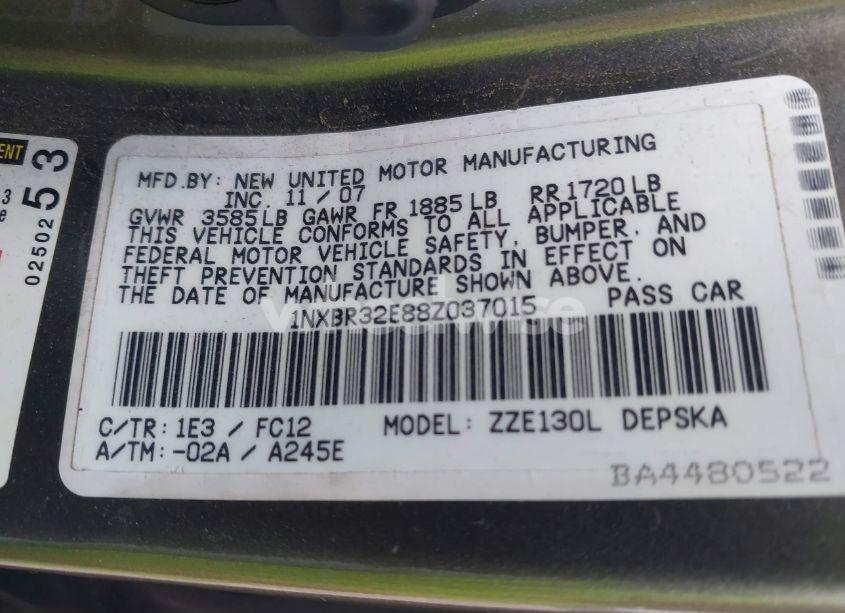 MFD.BY: NEW UNITED MOTOR MANUFACTURING
INC. 11 / 07
GVWR 3585LB GAWR FR 1885LB RR 1720LB
THIS VEHICLE CONFORMS TO ALL APPLICABLE
FEDERAL MOTOR VEHICLE SAFETY, BUMPER, AND
THEFT PREVENTION STANDARDS IN EFFECT ON
THE DATE OF MANUFACTURE SHOWN ABOVE.
1NXBR32E88Z037015 PASS CAR
C/TR: 1E3 / FC12 MODEL: ZZE130L DEPSKA
A/TM: -02A / A245E
BA4480522
ENT
3
e
02502
53